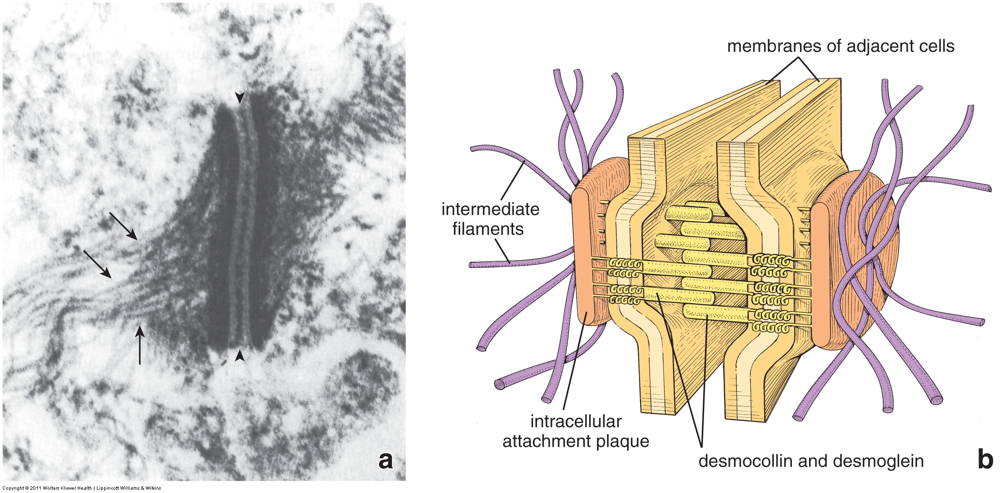 membranes of adjacent cells
intermediate
filaments
intracellular
attachment plaque
desmocollin and desmoglein
a
b
Copyright © 2011 Wolters Kluwer Health | Lippincott Williams & Wilkins